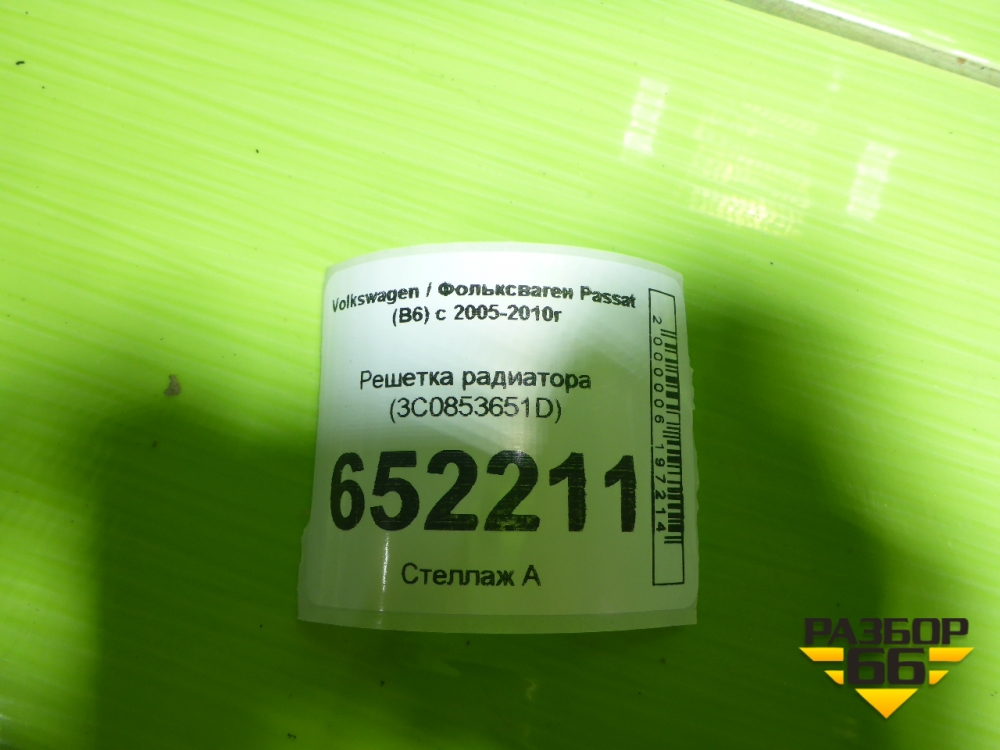 Volkswagen / Фольксваген Passat
(B6) с 2005-2010г
Решетка радиатора
(3C0853651D)
652211
Стеллаж А
2000006197214
РАЗБОР
66